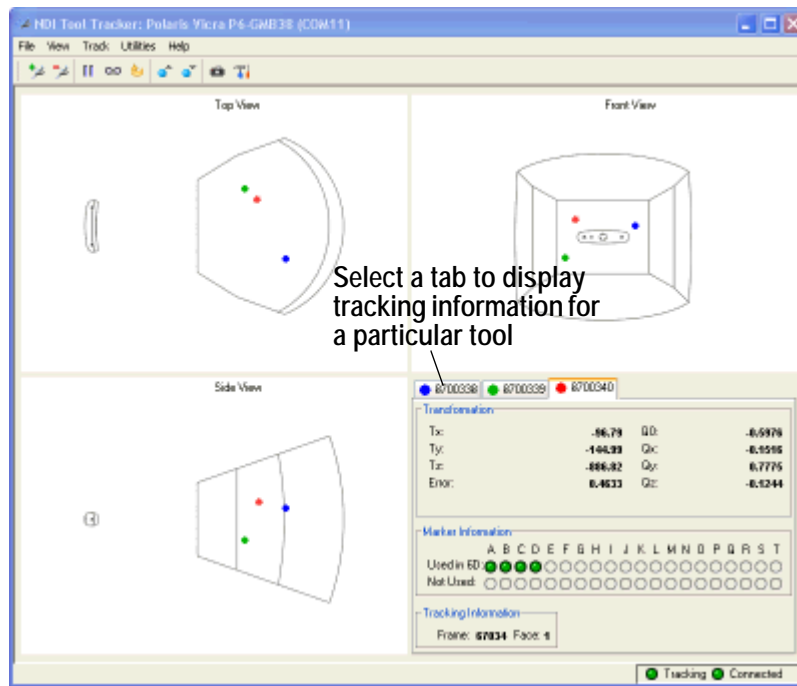 NDI Tool Tracker: Polaris Vicra P6-GMB38 (COM11)
File View Track Utilities Help
Top View
Front View
Select a tab to display
tracking information for
a particular tool
Side View
8700338 8700339 8700340
Transformation
Tx: -96.79 Q0: -0.5976
Ty: -144.99 Qx: -0.1516
Tz: -886.82 Qy: 0.7775
Error: 0.4633 Qz: -0.1244
Marker Information
A B C D E F G H I J K L M N O P Q R S T
Used in 6D:
Not Used:
Tracking Information
Frame: 67034 Face: 1
Tracking Connected